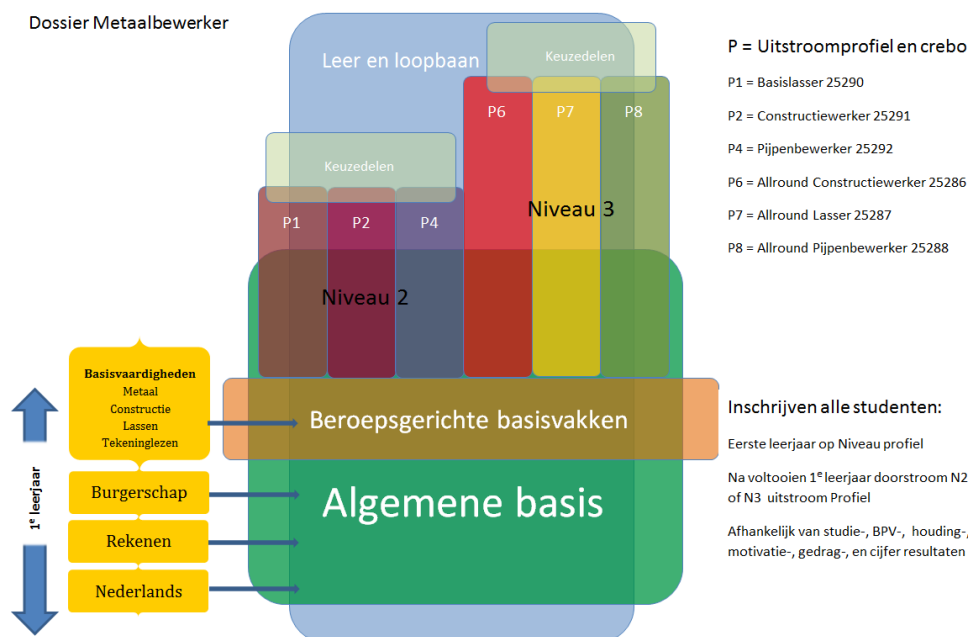 Dossier Metaalbewerker
Leer en loopbaan
Keuzedelen
P6
P7
P8
Keuzedelen
P1
P2
P4
Niveau 3
Niveau 2
P = Uitstroomprofiel en crebo
P1 = Basislasser 25290
P2 = Constructiewerker 25291
P4 = Pijpenbewerker 25292
P6 = Allround Constructiewerker 25286
P7 = Allround Lasser 25287
P8 = Allround Pijpenbewerker 25288
1e leerjaar
Basisvaardigheden
Metaal
Constructie
Lassen
Tekeninglezen
Burgerschap
Rekenen
Nederlands
Beroepsgerichte basisvakken
Algemene basis
Inschrijven alle studenten:
Eerste leerjaar op Niveau profiel
Na voltooien 1e leerjaar doorstroom N2
of N3 uitstroom Profiel
Afhankelijk van studie-, BPV-, houding-,
motivatie-, gedrag-, en cijfer resultaten